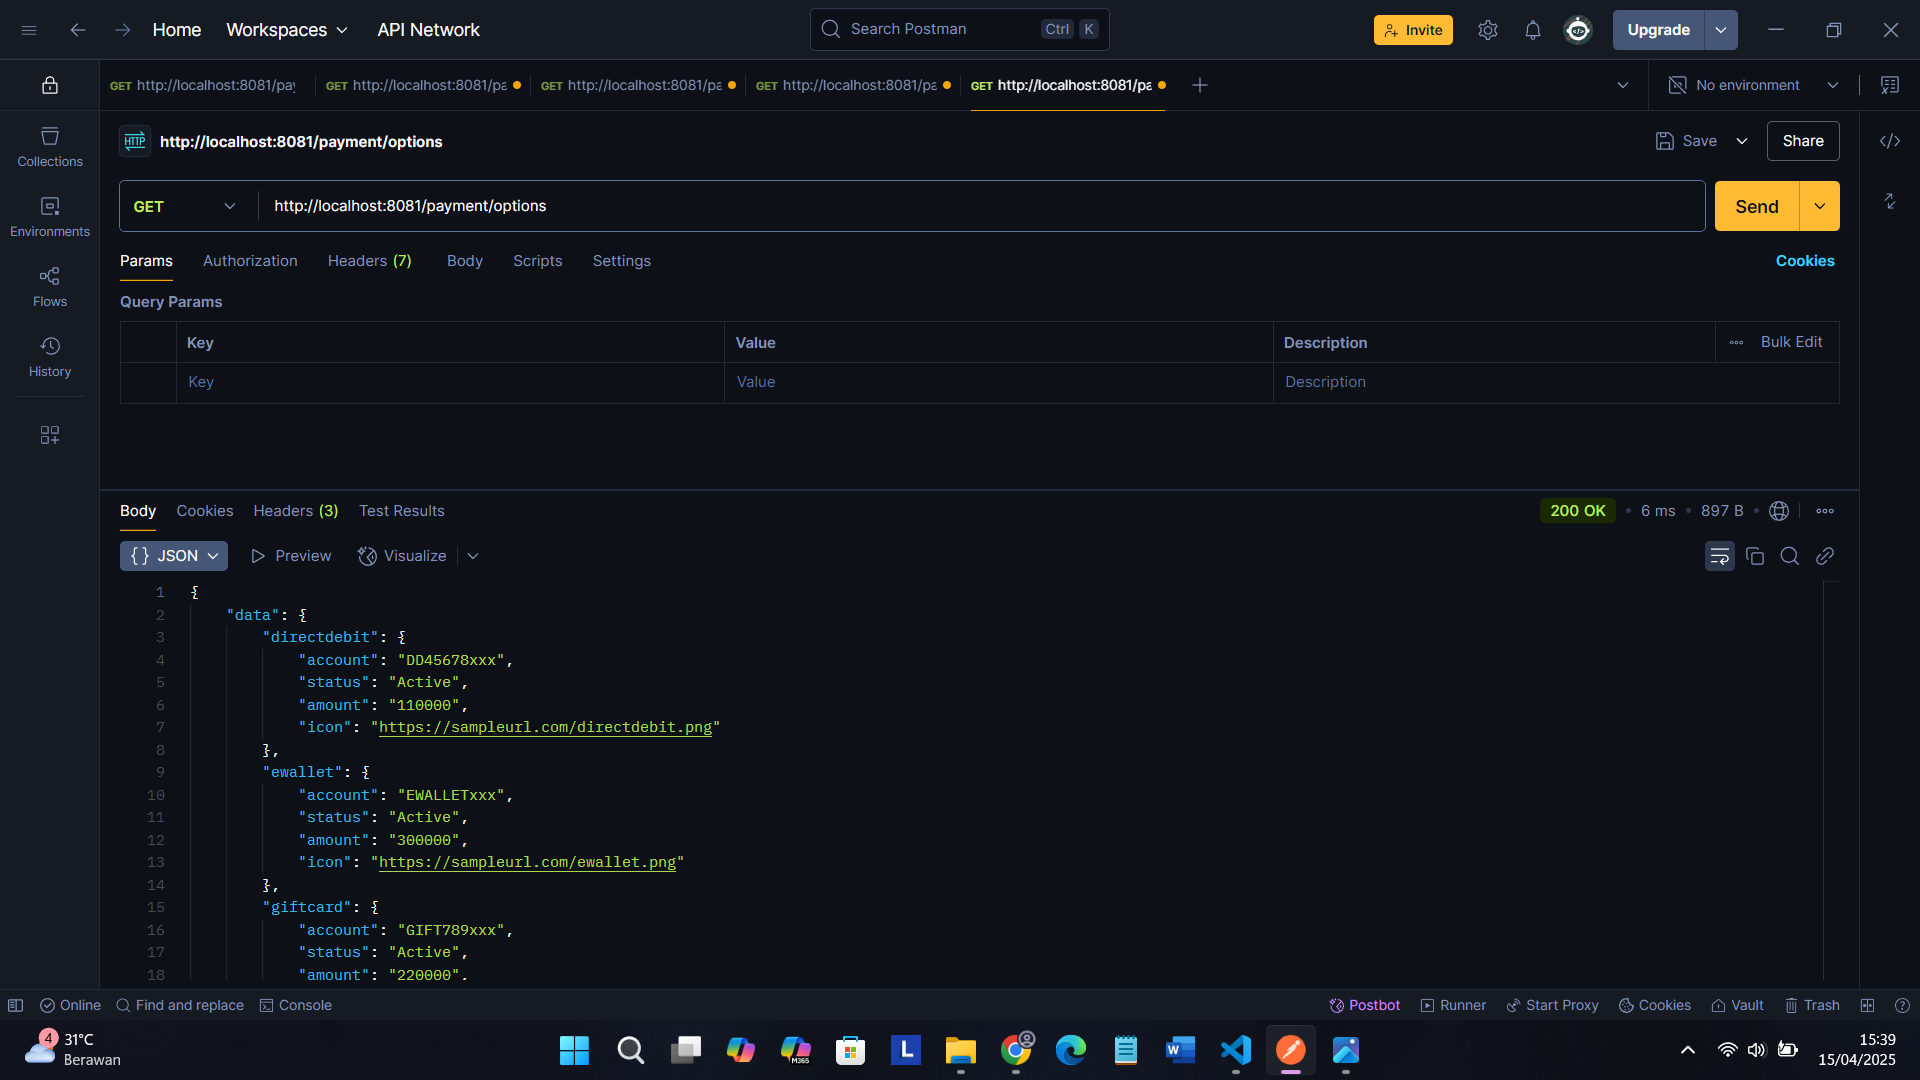 Home Workspaces API Network Search Postman Ctrl K Invite Upgrade
GET http://localhost:8081/pay GET http://localhost:8081/pa GET http://localhost:8081/pa GET http://localhost:8081/pa GET http://localhost:8081/pa No environment
HTTP http://localhost:8081/payment/options Save Share
GET http://localhost:8081/payment/options Send
Collections
Environments
Flows
History
Params Authorization Headers (7) Body Scripts Settings Cookies
Query Params
Key Value Description Bulk Edit
Key Value Description
Body Cookies Headers (3) Test Results 200 OK 6 ms 897 B
{} JSON Preview Visualize
1 {
2 "data": {
3 "directdebit": {
4 "account": "DD45678xxx",
5 "status": "Active",
6 "amount": "110000",
7 "icon": "https://sampleurl.com/directdebit.png"
8 },
9 "ewallet": {
10 "account": "EWALLETxxx",
11 "status": "Active",
12 "amount": "300000",
13 "icon": "https://sampleurl.com/ewallet.png"
14 },
15 "giftcard": {
16 "account": "GIFT789xxx",
17 "status": "Active",
18 "amount": "220000",
Online Find and replace Console Postbot Runner Start Proxy Cookies Vault Trash
4 31°C
Berawan
M365
L
W
15:39
15/04/2025